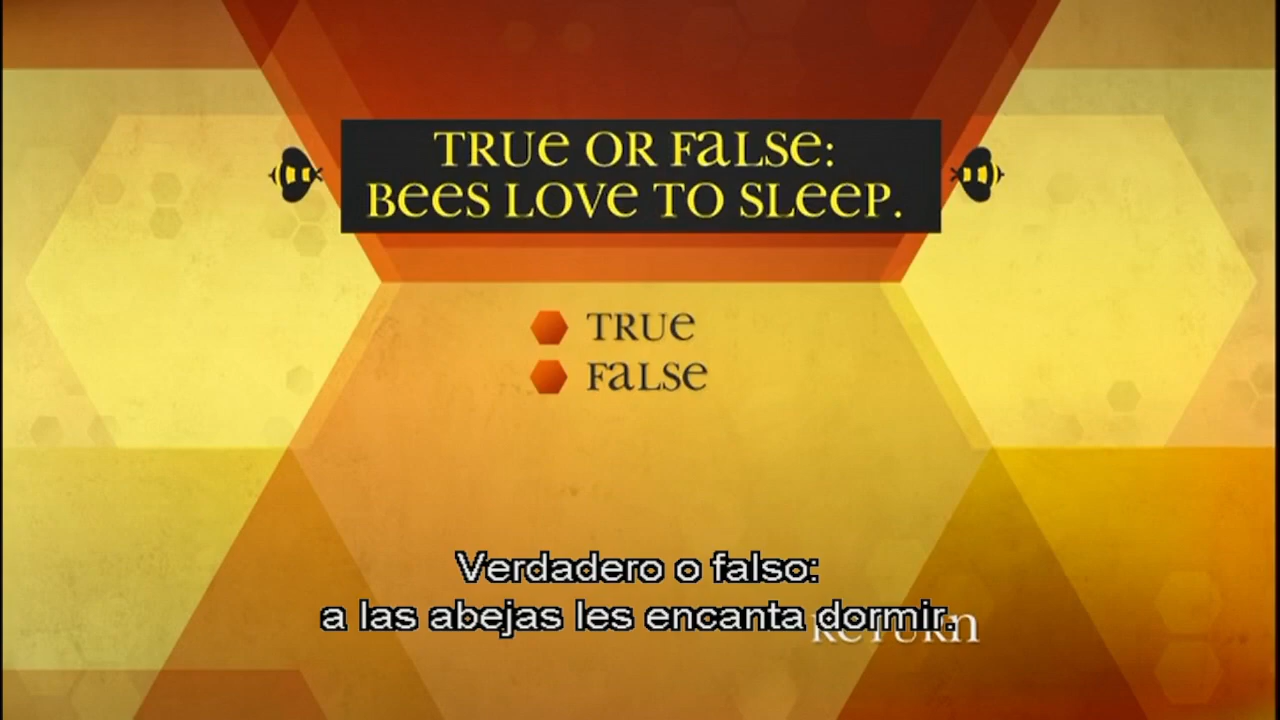 TRUe OR FaLSe:
Bees LOVe TO SLeeP.
TRUe
FaLSe
Verdadero o falso:
a las abejas les encanta dormir.
ReTURn